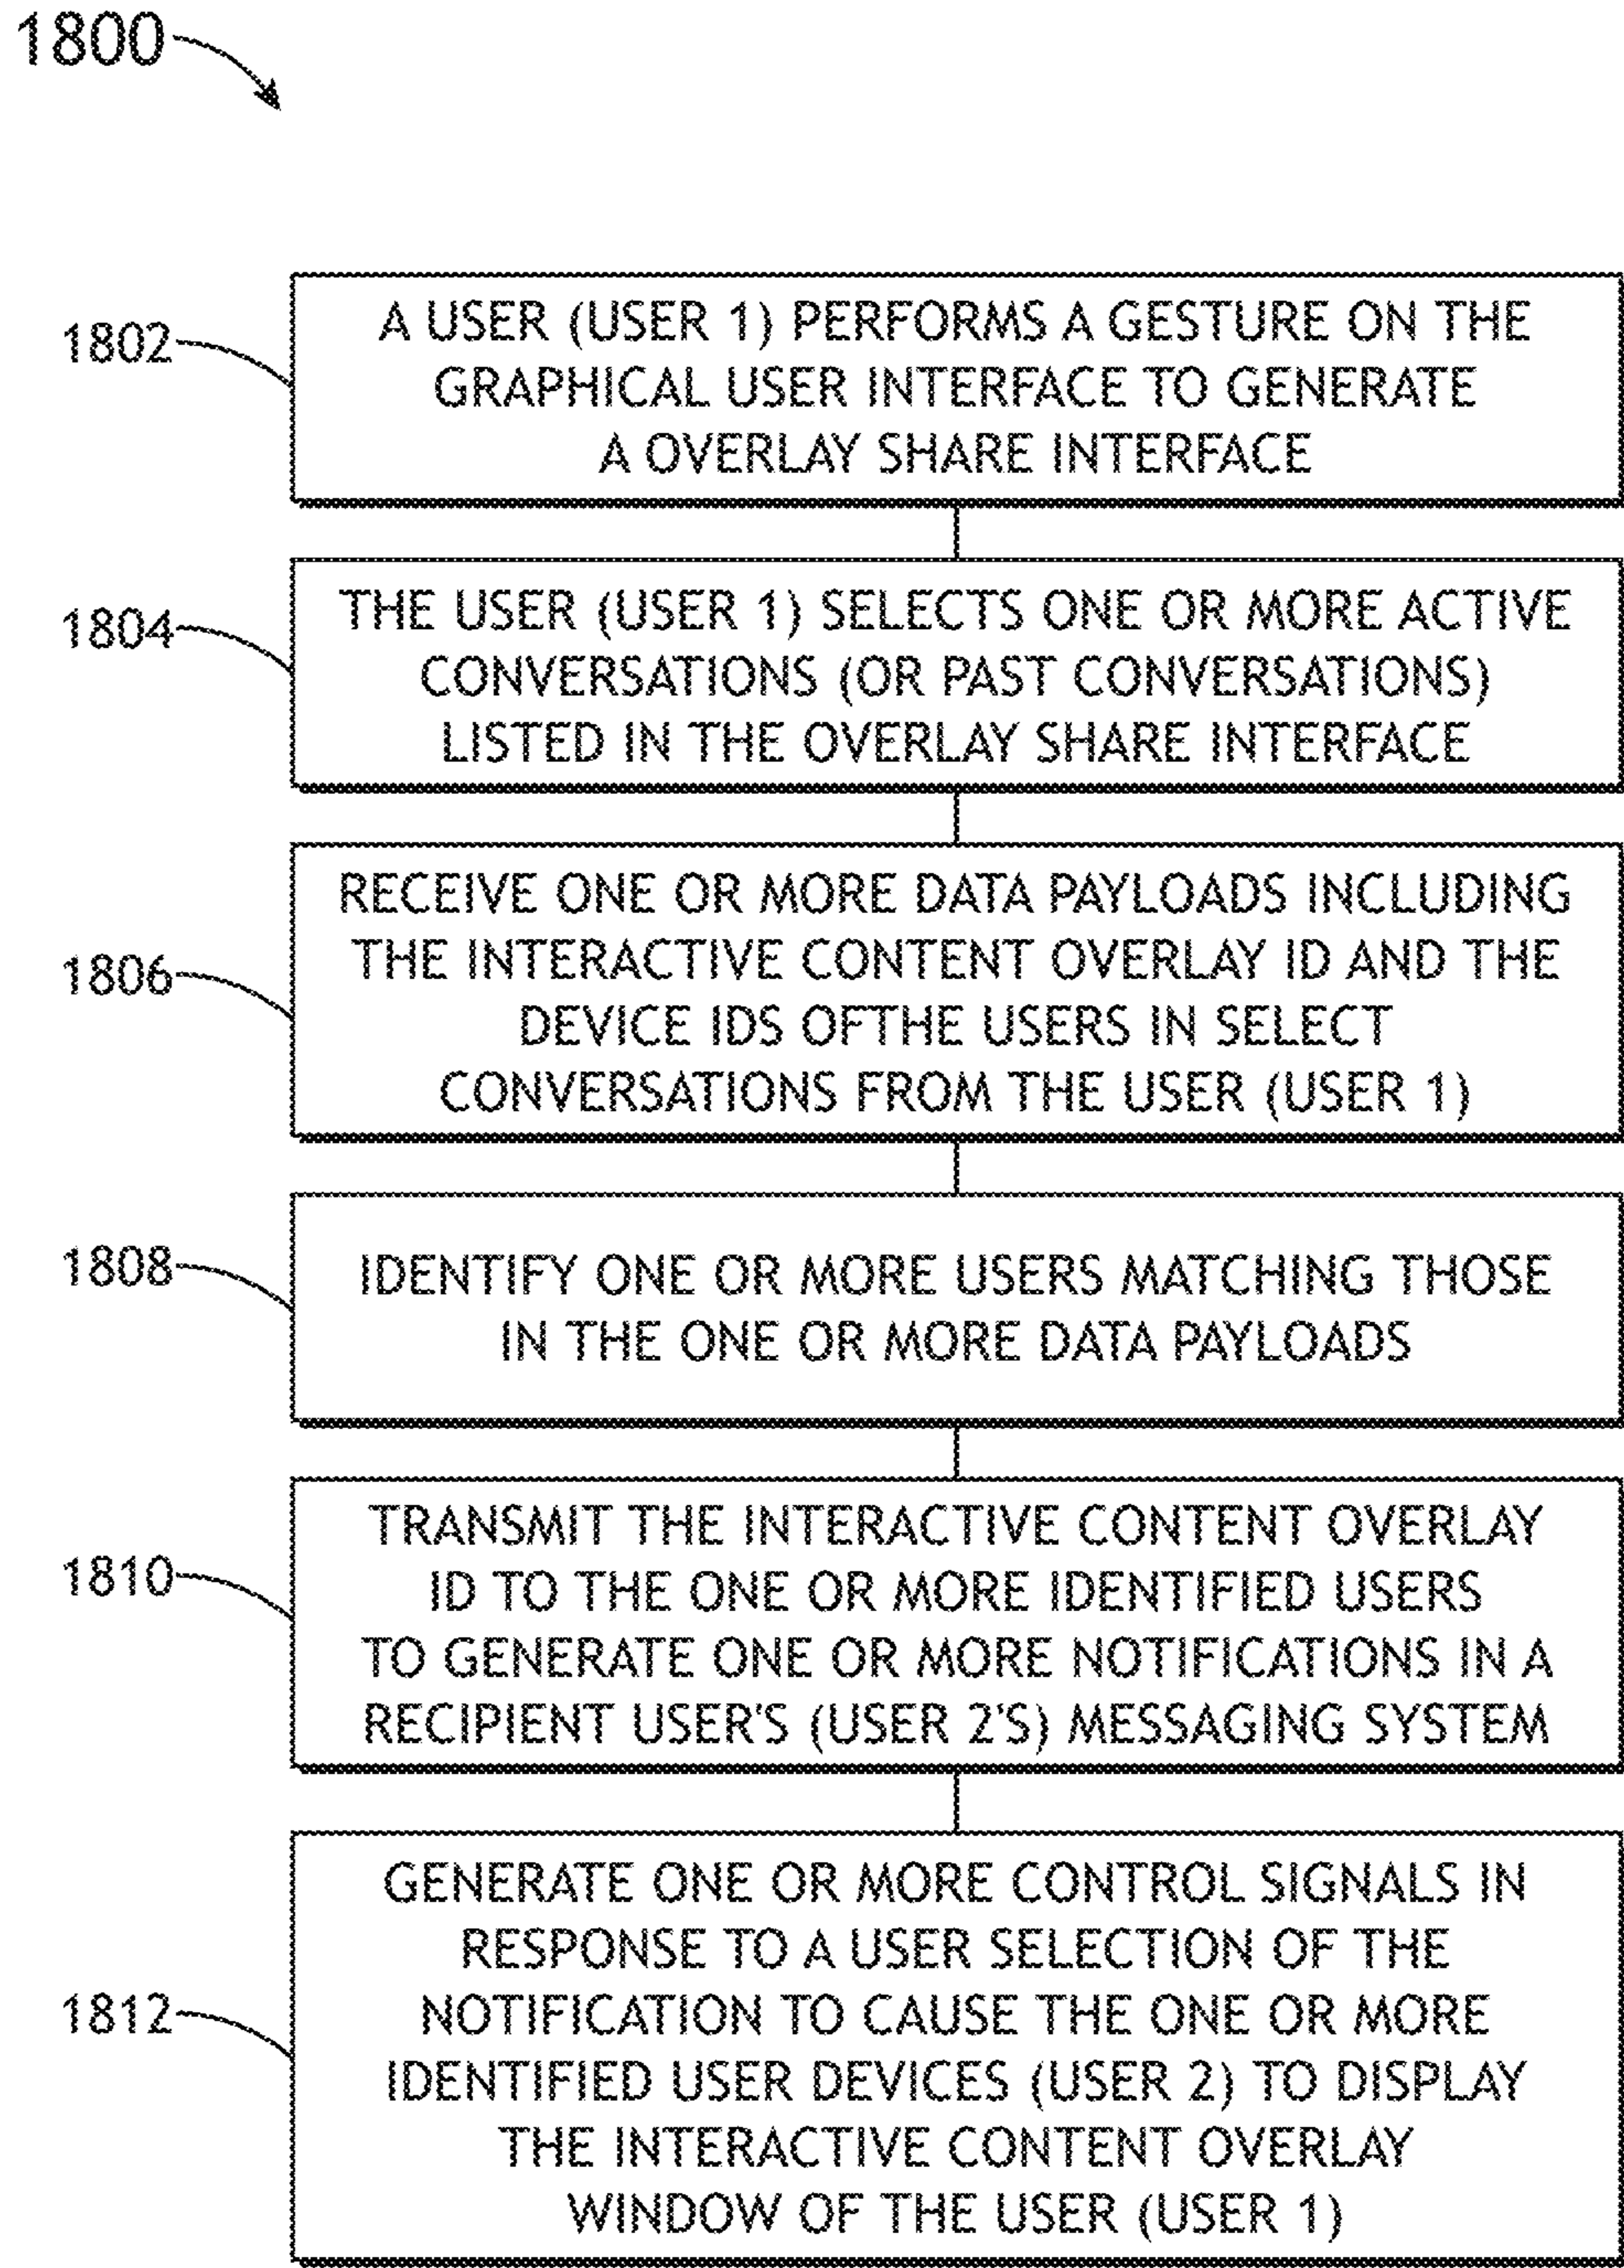 1800
1802
A USER (USER 1) PERFORMS A GESTURE ON THE
GRAPHICAL USER INTERFACE TO GENERATE
A OVERLAY SHARE INTERFACE
1804
THE USER (USER 1) SELECTS ONE OR MORE ACTIVE
CONVERSATIONS (OR PAST CONVERSATIONS)
LISTED IN THE OVERLAY SHARE INTERFACE
1806
RECEIVE ONE OR MORE DATA PAYLOADS INCLUDING
THE INTERACTIVE CONTENT OVERLAY ID AND THE
DEVICE IDS OFTHE USERS IN SELECT
CONVERSATIONS FROM THE USER (USER 1)
1808
IDENTIFY ONE OR MORE USERS MATCHING THOSE
IN THE ONE OR MORE DATA PAYLOADS
1810
TRANSMIT THE INTERACTIVE CONTENT OVERLAY
ID TO THE ONE OR MORE IDENTIFIED USERS
TO GENERATE ONE OR MORE NOTIFICATIONS IN A
RECIPIENT USER'S (USER 2'S) MESSAGING SYSTEM
1812
GENERATE ONE OR MORE CONTROL SIGNALS IN
RESPONSE TO A USER SELECTION OF THE
NOTIFICATION TO CAUSE THE ONE OR MORE
IDENTIFIED USER DEVICES (USER 2) TO DISPLAY
THE INTERACTIVE CONTENT OVERLAY
WINDOW OF THE USER (USER 1)